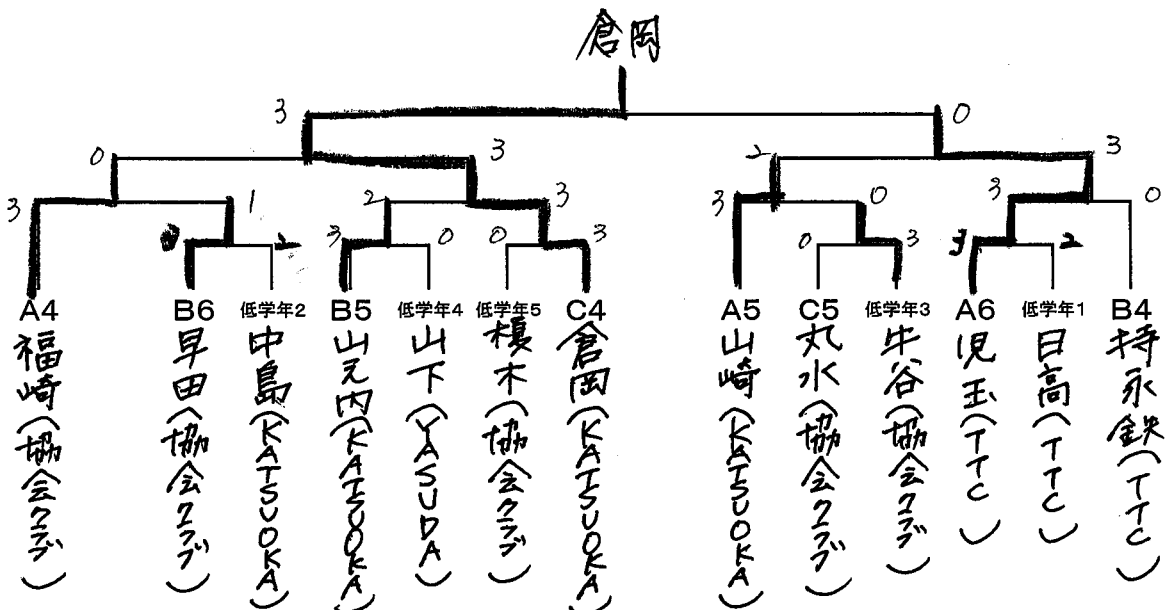 倉岡
3 0
0 3 2 3
3 1 2 3 3 0 3 0
2 3 0 0 3 0 3 2
A4 B6 低学年2 B5 低学年4 低学年5 C4 A5 C5 低学年3 A6 低学年1 B4
福崎(協会クラブ)
早田(協会クラブ)
中島(KATSUOKA)
山元内(KATSUOKA)
山下(YASUDA)
榎木(協会クラブ)
倉岡(KATSUOKA)
山崎(KATSUOKA)
丸水(協会クラブ)
牛谷(協会クラブ)
児玉(TTC)
日高(TTC)
持永鉄(TTC)